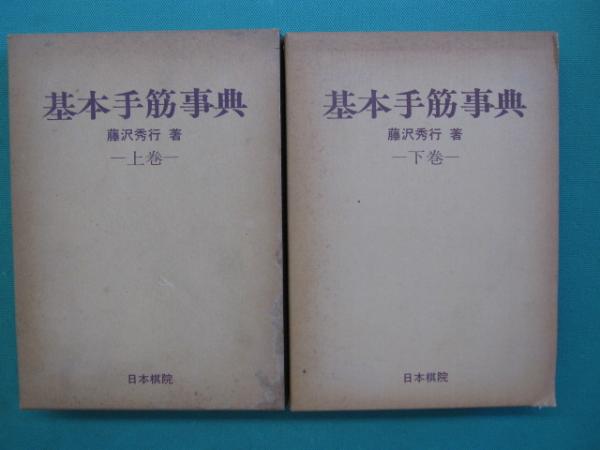 基本手筋事典
藤沢秀行 著
—上巻—
日本棋院
基本手筋事典
藤沢秀行 著
—下巻—
日本棋院